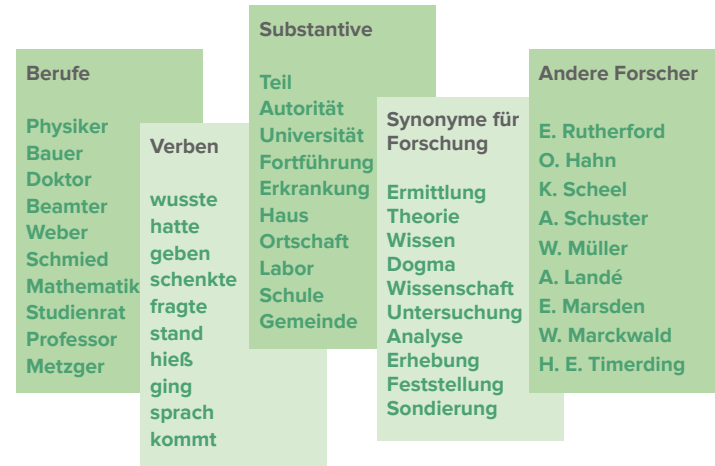 Berufe
Physiker
Bauer
Doktor
Beamter
Weber
Schmied
Mathematik
Studienrat
Professor
Metzger
Verben
wusste
hatte
geben
schenkte
fragte
stand
hieß
ging
sprach
kommt
Substantive
Teil
Autorität
Universität
Fortführung
Erkrankung
Haus
Ortschaft
Labor
Schule
Gemeinde
Synonyme für
Forschung
Ermittlung
Theorie
Wissen
Dogma
Wissenschaft
Untersuchung
Analyse
Erhebung
Feststellung
Sondierung
Andere Forscher
E. Rutherford
O. Hahn
K. Scheel
A. Schuster
W. Müller
A. Landé
E. Marsden
W. Marckwald
H. E. Timerding